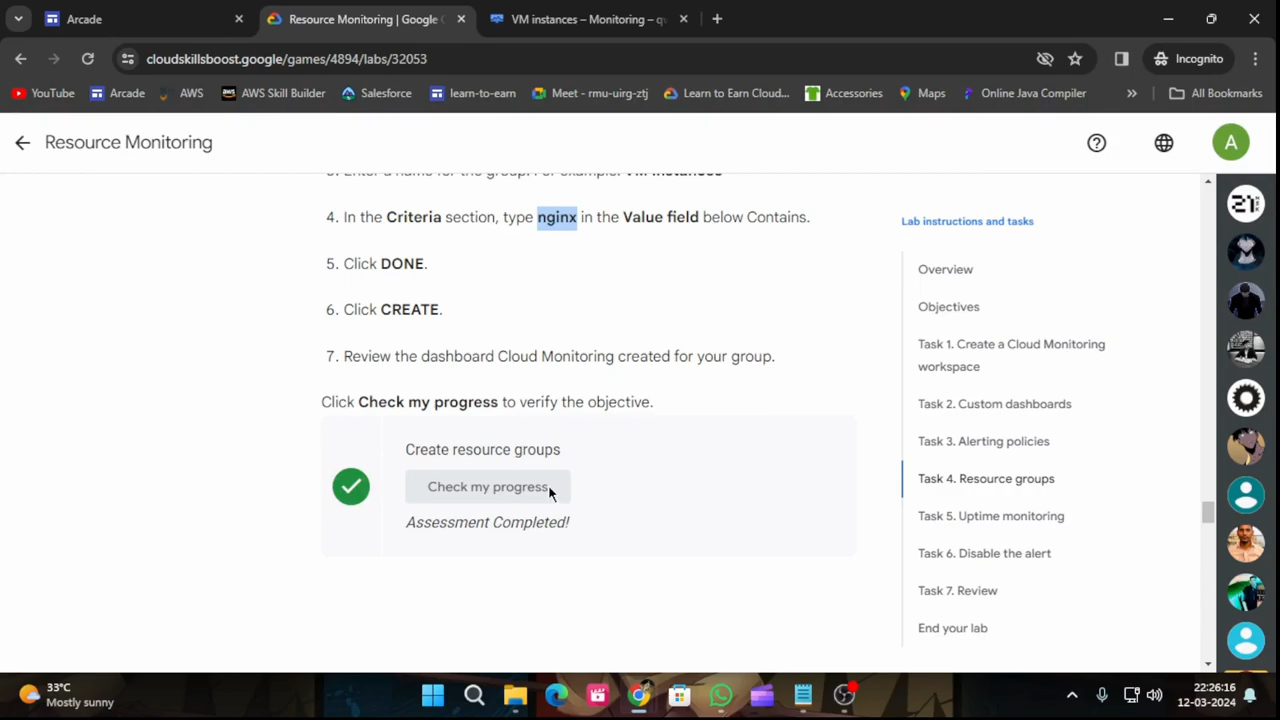 Arcade
Resource Monitoring | Google
VM instances – Monitoring – q
cloudskillsboost.google/games/4894/labs/32053
Incognito
YouTube
Arcade
AWS
AWS Skill Builder
Salesforce
learn-to-earn
Meet - rmu-uirg-ztj
Learn to Earn Cloud...
Accessories
Maps
Online Java Compiler
All Bookmarks
Resource Monitoring
A
4. In the Criteria section, type nginx in the Value field below Contains.
5. Click DONE.
6. Click CREATE.
7. Review the dashboard Cloud Monitoring created for your group.
Click Check my progress to verify the objective.
Create resource groups
Check my progress
Assessment Completed!
Lab instructions and tasks
Overview
Objectives
Task 1. Create a Cloud Monitoring
workspace
Task 2. Custom dashboards
Task 3. Alerting policies
Task 4. Resource groups
Task 5. Uptime monitoring
Task 6. Disable the alert
Task 7. Review
End your lab
33°C
Mostly sunny
22:26:16
12-03-2024